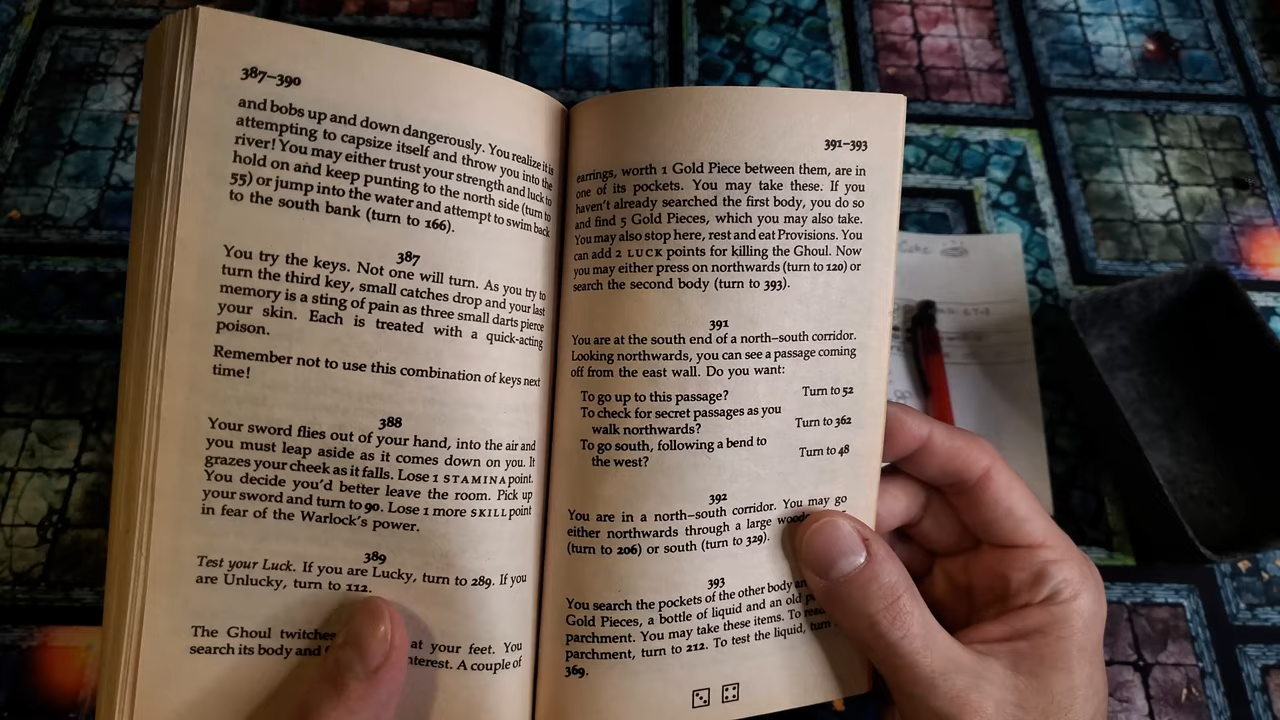 387–390
and bobs up and down dangerously. You realize it is
attempting to capsize itself and throw you into the
river! You may either trust your strength and luck to
hold on and keep punting to the north side (turn to
55) or jump into the water and attempt to swim back
to the south bank (turn to 166).
387
You try the keys. Not one will turn. As you try to
turn the third key, small catches drop and your last
memory is a sting of pain as three small darts pierce
your skin. Each is treated with a quick-acting
poison.
Remember not to use this combination of keys next
time!
388
Your sword flies out of your hand, into the air and
you must leap aside as it comes down on you. It
grazes your cheek as it falls. Lose 1 STAMINA point.
You decide you'd better leave the room. Pick up
your sword and turn to 90. Lose 1 more SKILL point
in fear of the Warlock's power.
389
Test your Luck. If you are Lucky, turn to 289. If you
are Unlucky, turn to 112.
The Ghoul twitches at your feet. You
search its body and A couple of
391–393
earrings, worth 1 Gold Piece between them, are in
one of its pockets. You may take these. If you
haven't already searched the first body, you do so
and find 5 Gold Pieces, which you may also take.
You may also stop here, rest and eat Provisions. You
can add 2 LUCK points for killing the Ghoul. Now
you may either press on northwards (turn to 120) or
search the second body (turn to 393).
391
You are at the south end of a north–south corridor.
Looking northwards, you can see a passage coming
off from the east wall. Do you want:
To go up to this passage? Turn to 52
To check for secret passages as you
walk northwards? Turn to 362
To go south, following a bend to
the west? Turn to 48
392
You are in a north–south corridor. You may go
either northwards through a large
(turn to 206) or south (turn to 329).
393
You search the pockets of the other body
Gold Pieces, a bottle of liquid and an old
parchment. You may take these items. To read
parchment, turn to 212. To test the liquid, turn
369.